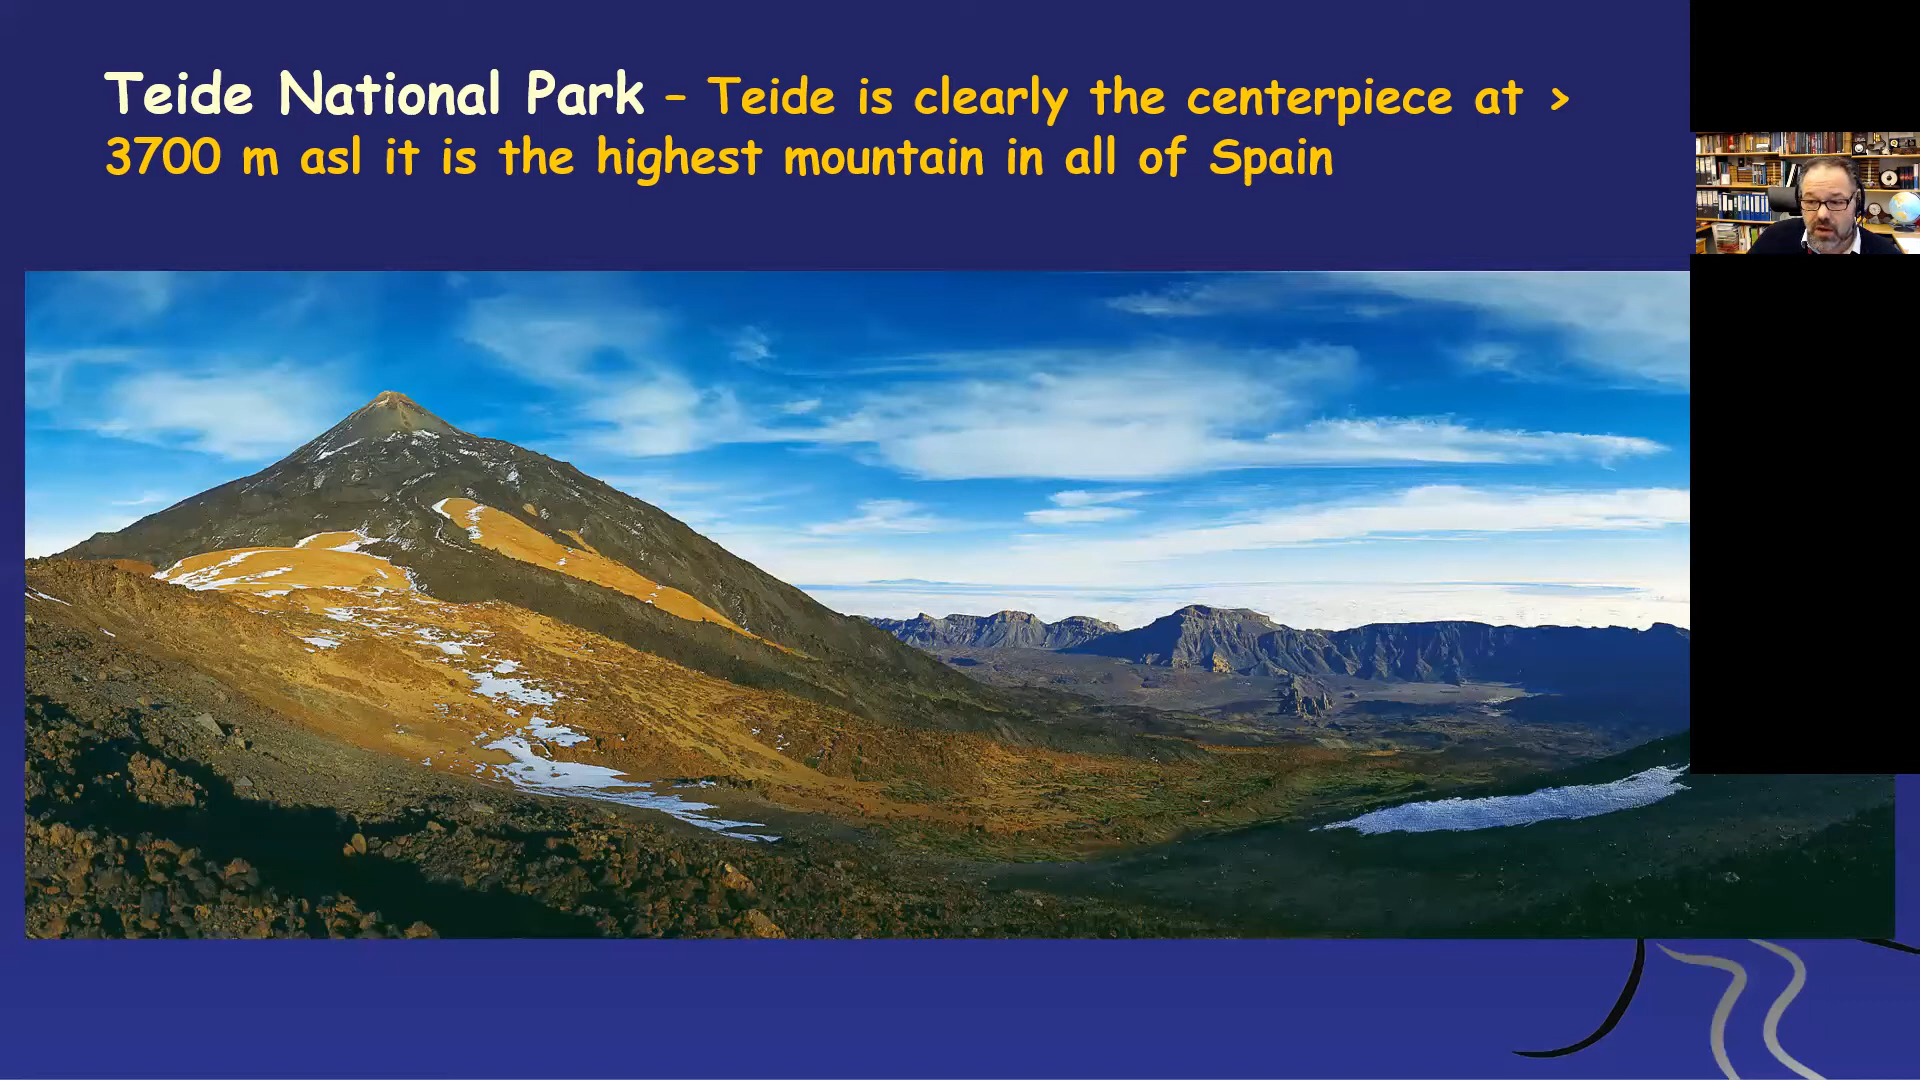 Teide National Park – Teide is clearly the centerpiece at >
3700 m asl it is the highest mountain in all of Spain